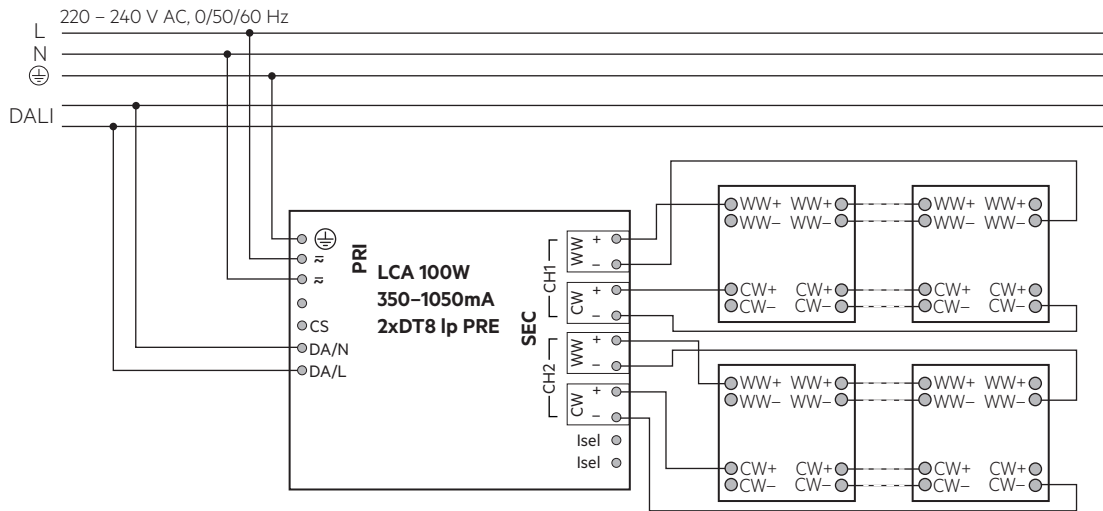 220 – 240 V AC, 0/50/60 Hz
L
N
DALI
PRI
LCA 100W
350–1050mA
2xDT8 lp PRE
SEC
CS
DA/N
DA/L
CH1
WW + –
CW + –
CH2
WW + –
CW + –
Isel
Isel
WW+ WW+ WW+ WW+
WW– WW– WW– WW–
CW+ CW+ CW+ CW+
CW– CW– CW– CW–
WW+ WW+ WW+ WW+
WW– WW– WW– WW–
CW+ CW+ CW+ CW+
CW– CW– CW– CW–